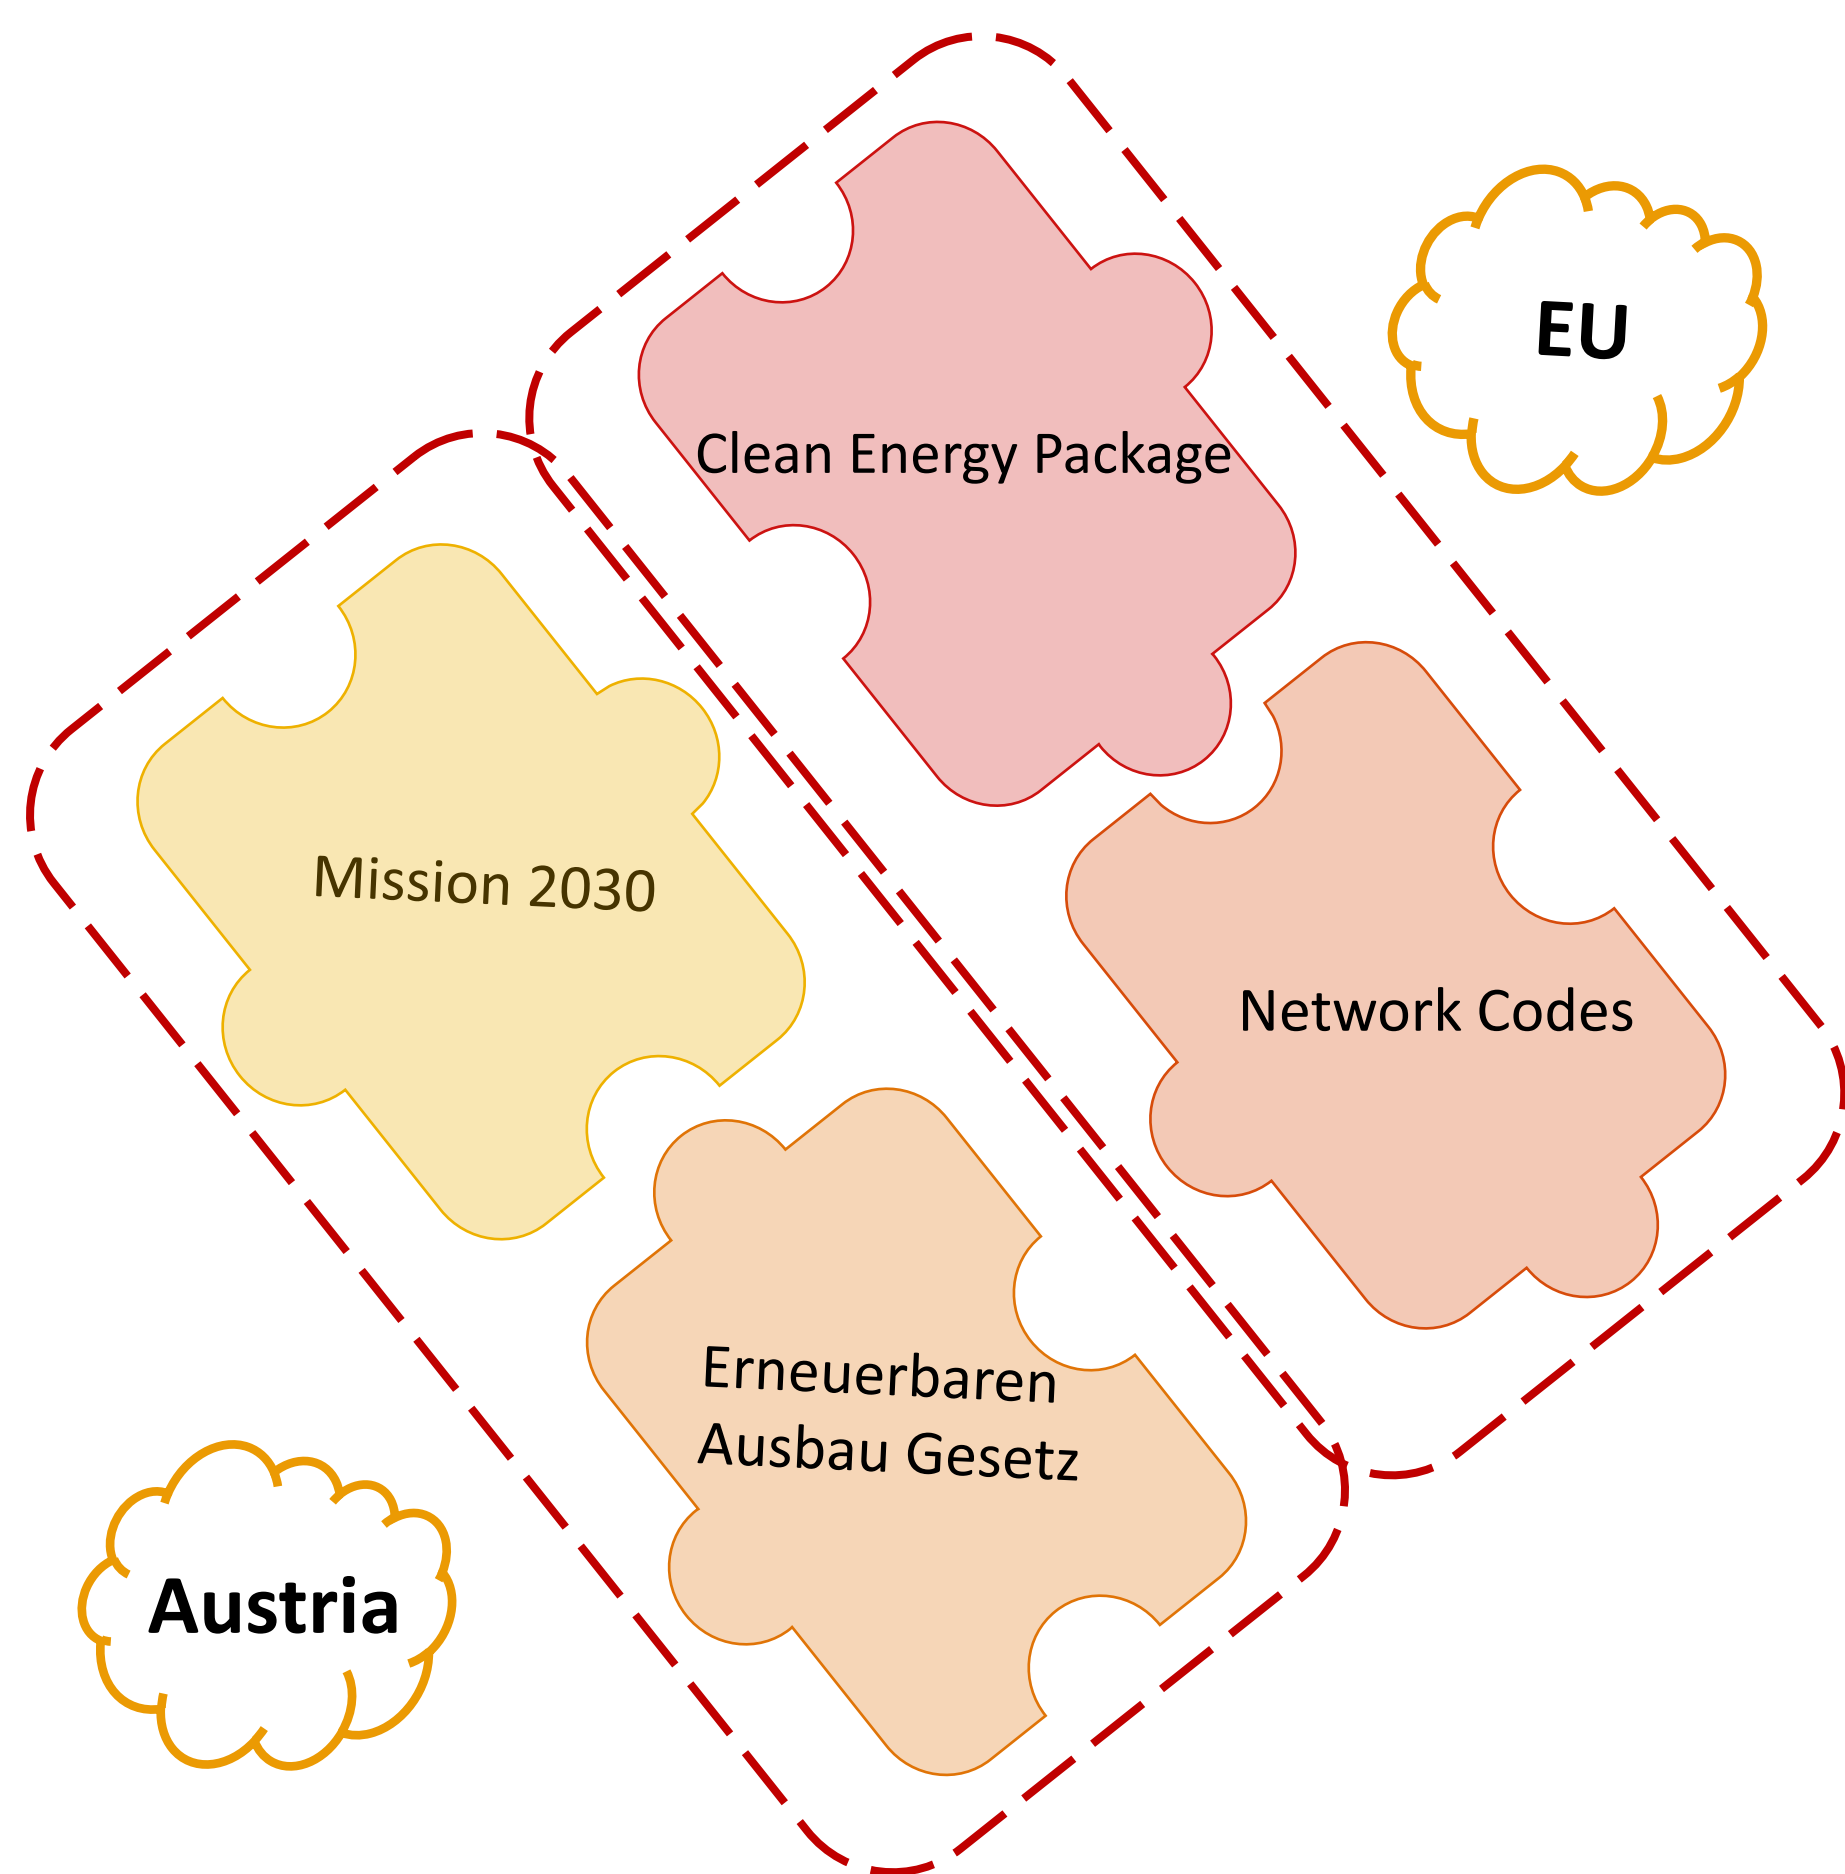 EU
Clean Energy Package
Mission 2030
Network Codes
Erneuerbaren
Ausbau Gesetz
Austria